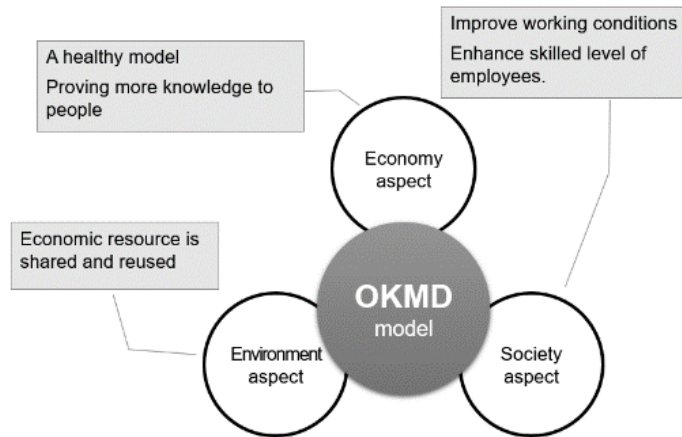 Improve working conditions
Enhance skilled level of
employees.
A healthy model
Proving more knowledge to
people
Economy
aspect
Economic resource is
shared and reused
OKMD
model
Environment
aspect
Society
aspect